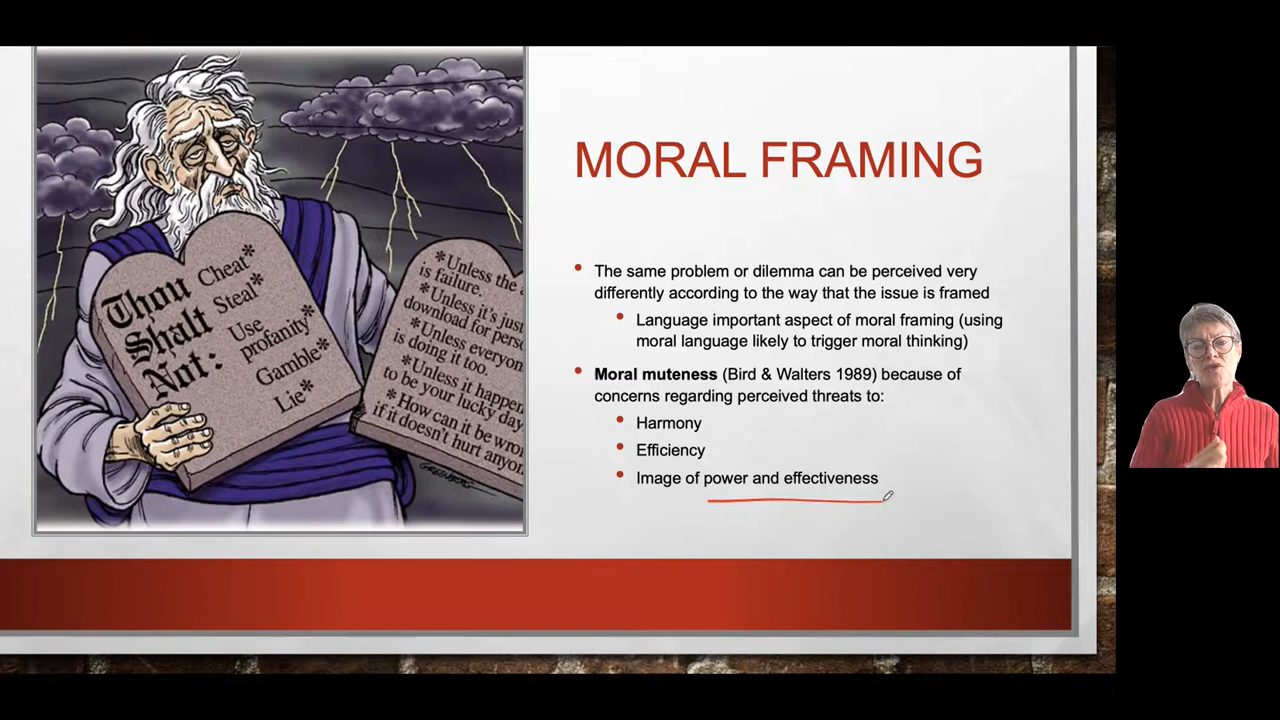 Thou
Shalt
Not:
Cheat*
Steal*
Use
profanity*
Gamble*
Lie*
*Unless the
is failure.
*Unless it's just
download for
*Unless everyon
is doing it too.
*Unless it happen
to be your lucky day
*How can it be wro
if it doesn't hurt anyon
MORAL FRAMING
The same problem or dilemma can be perceived very
differently according to the way that the issue is framed
Language important aspect of moral framing (using
moral language likely to trigger moral thinking)
Moral muteness (Bird & Walters 1989) because of
concerns regarding perceived threats to:
Harmony
Efficiency
Image of power and effectiveness